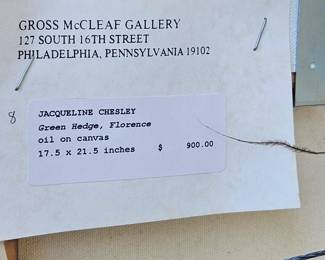 GROSS McCLEAF GALLERY
127 SOUTH 16TH STREET
PHILADELPHIA, PENNSYLVANIA 19102
8
JACQUELINE CHESLEY
Green Hedge, Florence
oil on canvas
17.5 x 21.5 inches $ 900.00